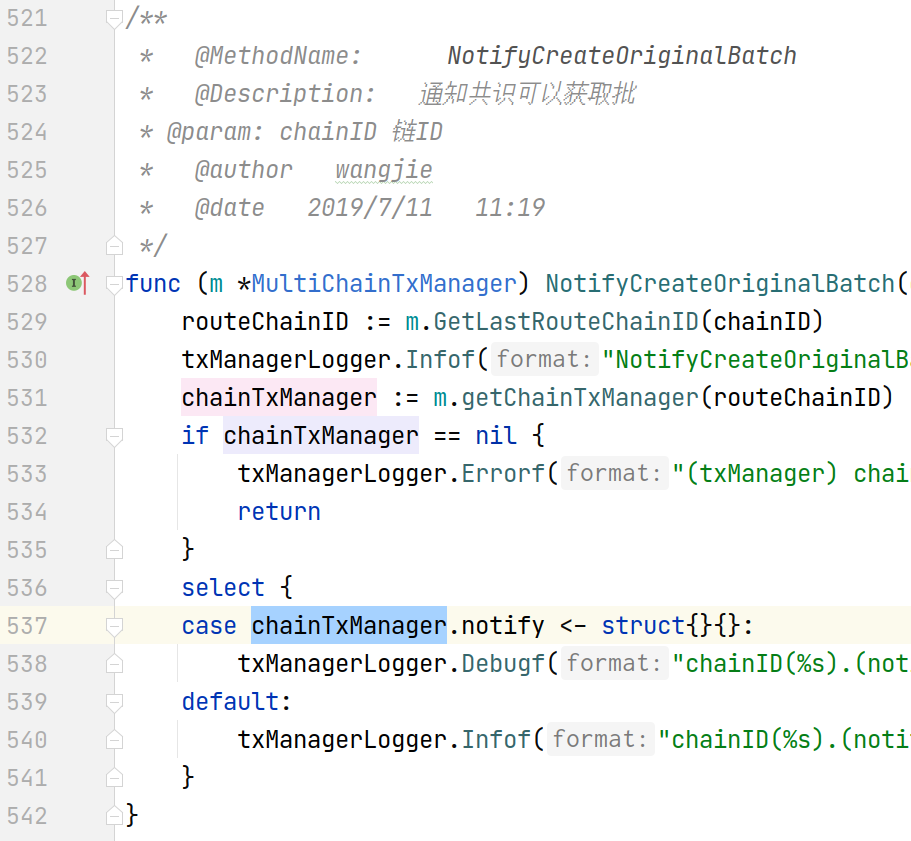 521 /**
522 * @MethodName: NotifyCreateOriginalBatch
523 * @Description: 通知共识可以获取批
524 * @param: chainID 链ID
525 * @author wangjie
526 * @date 2019/7/11 11:19
527 */
528 I func (m *MultiChainTxManager) NotifyCreateOriginalBatch(
529 routeChainID := m.GetLastRouteChainID(chainID)
530 txManagerLogger.Infof( format: "NotifyCreateOriginalB
531 chainTxManager := m.getChainTxManager(routeChainID)
532 if chainTxManager == nil {
533 txManagerLogger.Errorf( format: "(txManager) chai
534 return
535 }
536 select {
537 case chainTxManager.notify <- struct{}{}:
538 txManagerLogger.Debugf( format: "chainID(%s).(not
539 default:
540 txManagerLogger.Infof( format: "chainID(%s).(noti
541 }
542 }